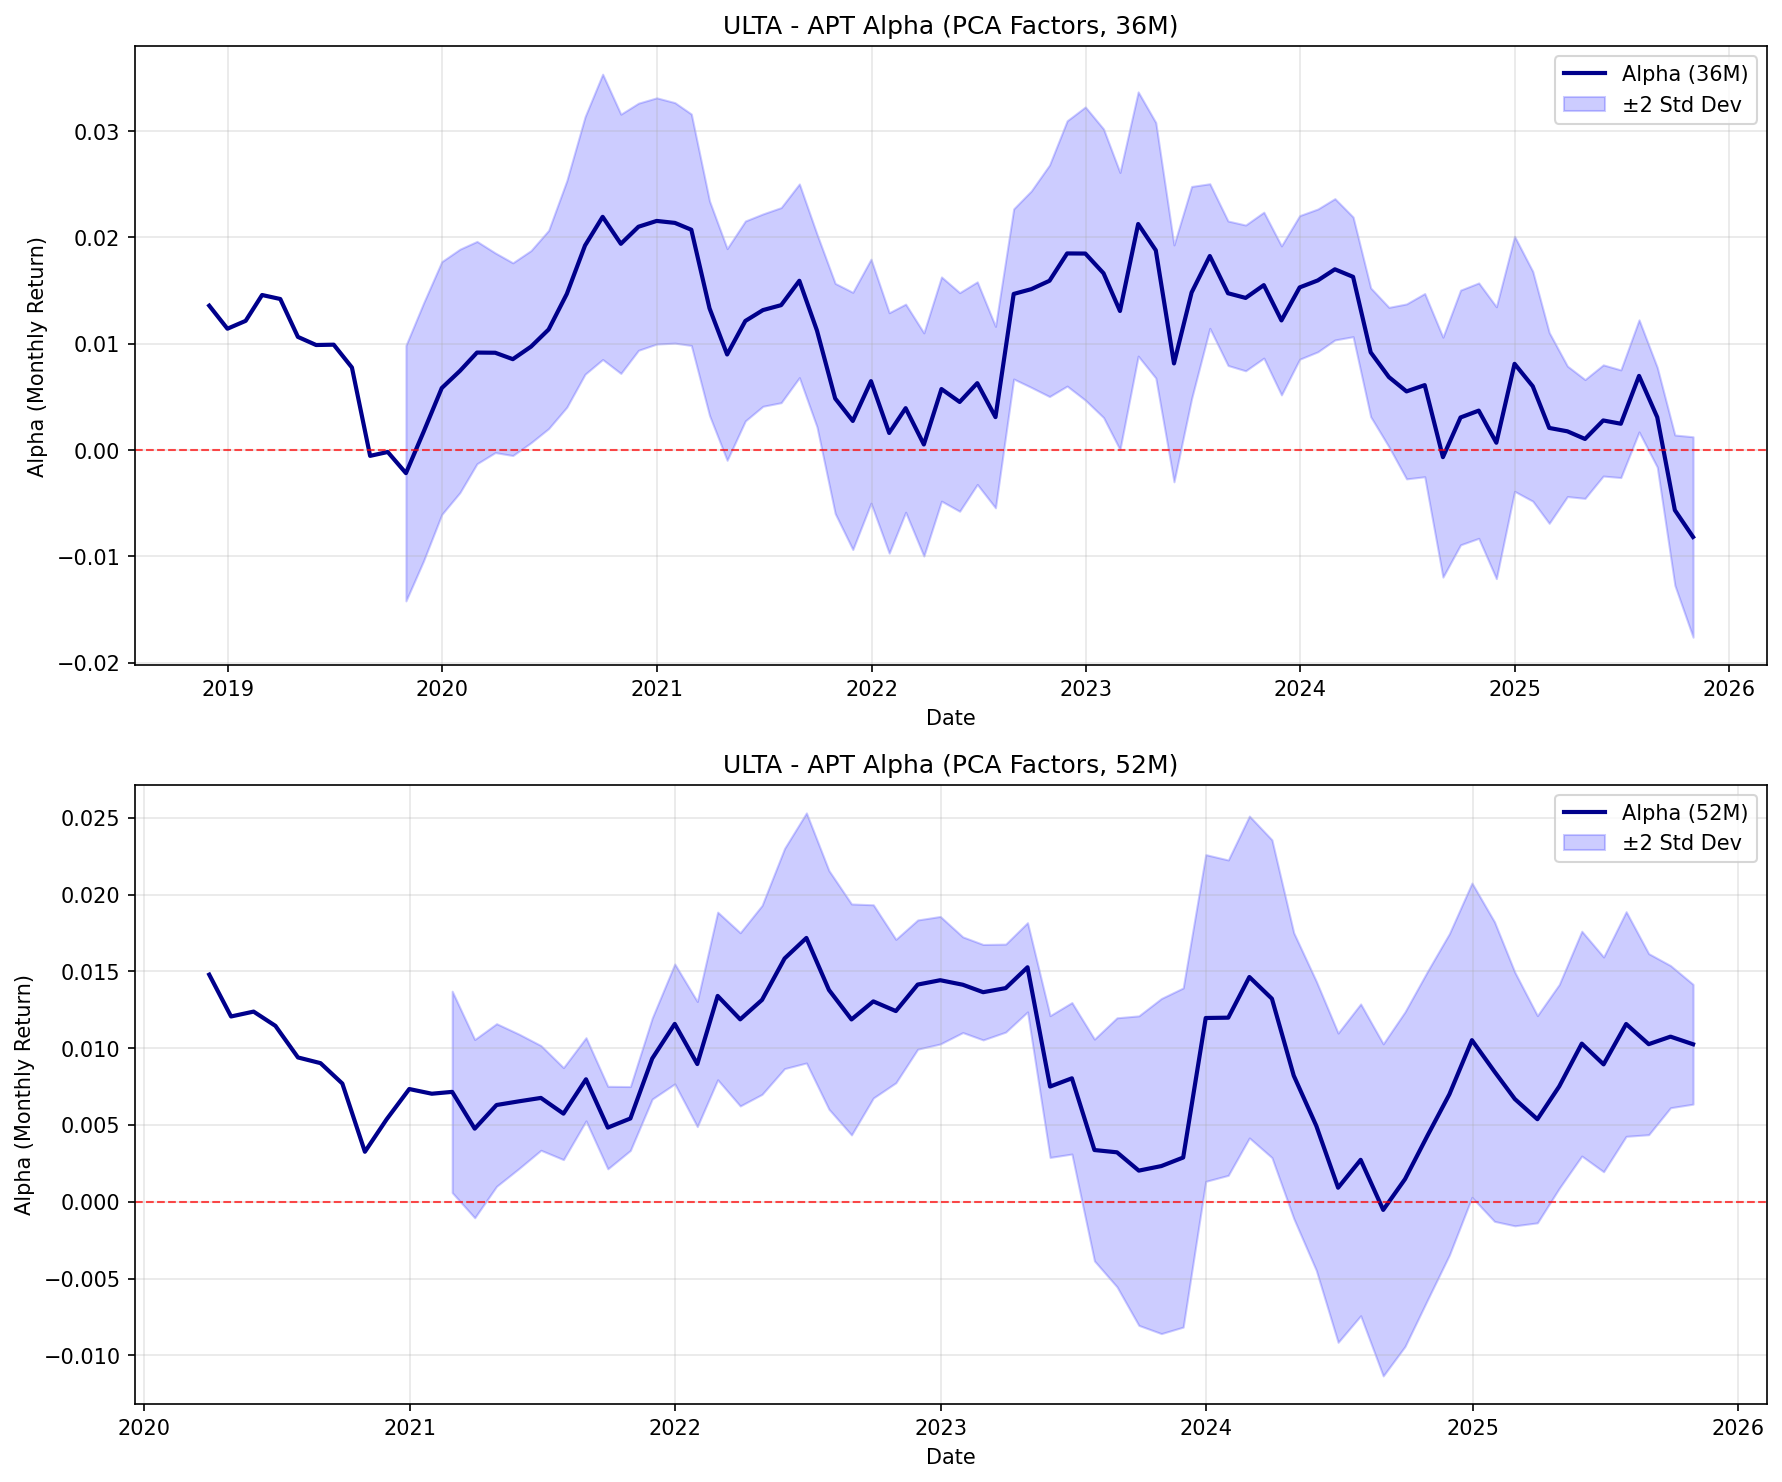 ULTA - APT Alpha (PCA Factors, 36M)
Alpha (36M)
±2 Std Dev
Alpha (Monthly Return)
0.03
0.02
0.01
0.00
−0.01
−0.02
2019 2020 2021 2022 2023 2024 2025 2026
Date
ULTA - APT Alpha (PCA Factors, 52M)
Alpha (52M)
±2 Std Dev
Alpha (Monthly Return)
0.025
0.020
0.015
0.010
0.005
0.000
−0.005
−0.010
2020 2021 2022 2023 2024 2025 2026
Date